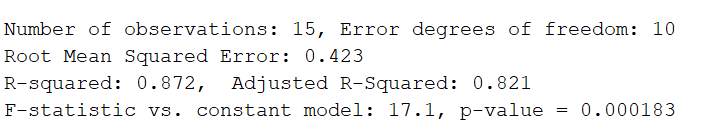 Number of observations: 15, Error degrees of freedom: 10
Root Mean Squared Error: 0.423
R-squared: 0.872,  Adjusted R-Squared: 0.821
F-statistic vs. constant model: 17.1, p-value = 0.000183